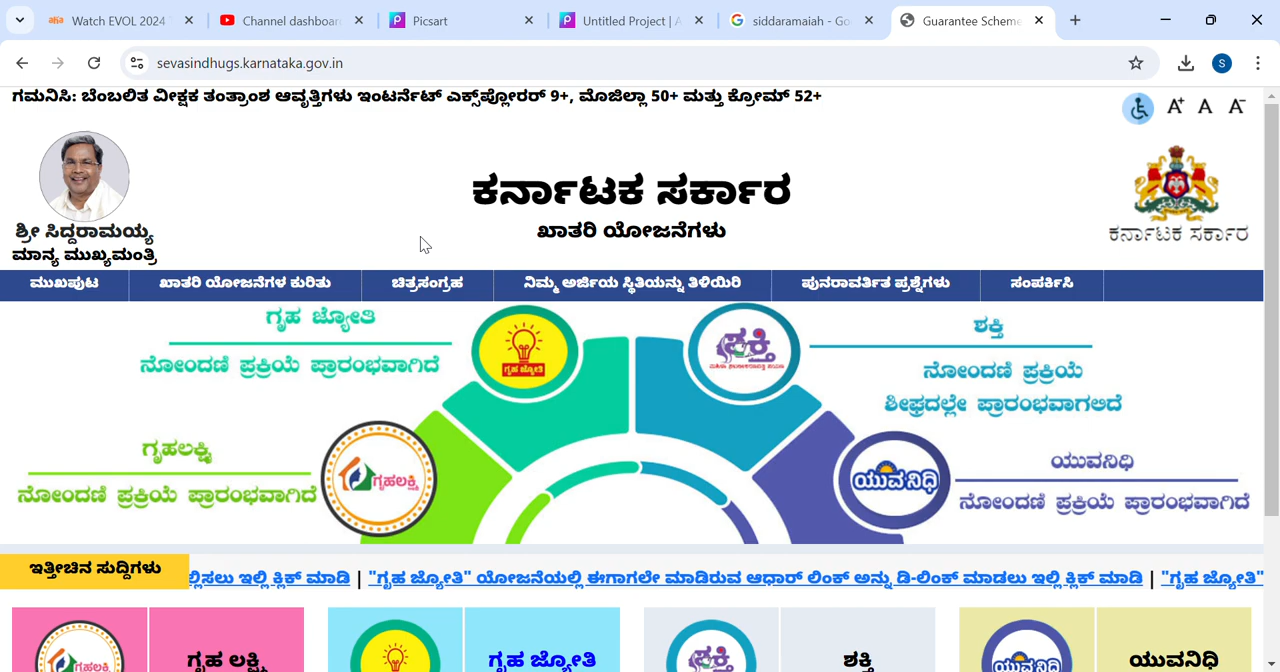 Watch EVOL 2024
Channel dashboar
Picsart
Untitled Project | A
siddaramaiah - Go
Guarantee Scheme
sevasindhugs.karnataka.gov.in
S
ಗಮನಿಸಿ: ಬೆಂಬಲಿತ ವೀಕ್ಷಕ ತಂತ್ರಾಂಶ ಆವೃತ್ತಿಗಳು ಇಂಟರ್ನೆಟ್ ಎಕ್ಸ್‌ಪ್ಲೋರರ್ 9+, ಮೊಜಿಲ್ಲಾ 50+ ಮತ್ತು ಕ್ರೋಮ್ 52+
A+ A A-
ಕರ್ನಾಟಕ ಸರ್ಕಾರ
ಖಾತರಿ ಯೋಜನೆಗಳು
ಶ್ರೀ ಸಿದ್ದರಾಮಯ್ಯ
ಮಾನ್ಯ ಮುಖ್ಯಮಂತ್ರಿ
ಕರ್ನಾಟಕ ಸರ್ಕಾರ
ಮುಖಪುಟ
ಖಾತರಿ ಯೋಜನೆಗಳ ಕುರಿತು
ಚಿತ್ರಸಂಗ್ರಹ
ನಿಮ್ಮ ಅರ್ಜಿಯ ಸ್ಥಿತಿಯನ್ನು ತಿಳಿಯಿರಿ
ಪುನರಾವರ್ತಿತ ಪ್ರಶ್ನೆಗಳು
ಸಂಪರ್ಕಿಸಿ
ಗೃಹ ಜ್ಯೋತಿ
ನೋಂದಣಿ ಪ್ರಕ್ರಿಯೆ ಪ್ರಾರಂಭವಾಗಿದೆ
ಗೃಹ ಜ್ಯೋತಿ
ಶಕ್ತಿ
ಶಕ್ತಿ
ನೋಂದಣಿ ಪ್ರಕ್ರಿಯೆ
ಶೀಘ್ರದಲ್ಲೇ ಪ್ರಾರಂಭವಾಗಲಿದೆ
ಗೃಹಲಕ್ಷ್ಮಿ
ನೋಂದಣಿ ಪ್ರಕ್ರಿಯೆ ಪ್ರಾರಂಭವಾಗಿದೆ
ಗೃಹಲಕ್ಷ್ಮಿ
ಯುವನಿಧಿ
ಯುವನಿಧಿ
ನೋಂದಣಿ ಪ್ರಕ್ರಿಯೆ ಪ್ರಾರಂಭವಾಗಿದೆ
ಇತ್ತೀಚಿನ ಸುದ್ದಿಗಳು
ಲ್ಲಿಸಲು ಇಲ್ಲಿ ಕ್ಲಿಕ್ ಮಾಡಿ | "ಗೃಹ ಜ್ಯೋತಿ" ಯೋಜನೆಯಲ್ಲಿ ಈಗಾಗಲೇ ಮಾಡಿರುವ ಆಧಾರ್ ಲಿಂಕ್ ಅನ್ನು ಡಿ-ಲಿಂಕ್ ಮಾಡಲು ಇಲ್ಲಿ ಕ್ಲಿಕ್ ಮಾಡಿ | "ಗೃಹ ಜ್ಯೋತಿ"
ಗೃಹ ಲಕ್ಷ್ಮಿ
ಗೃಹ ಜ್ಯೋತಿ
ಶಕ್ತಿ
ಯುವನಿಧಿ